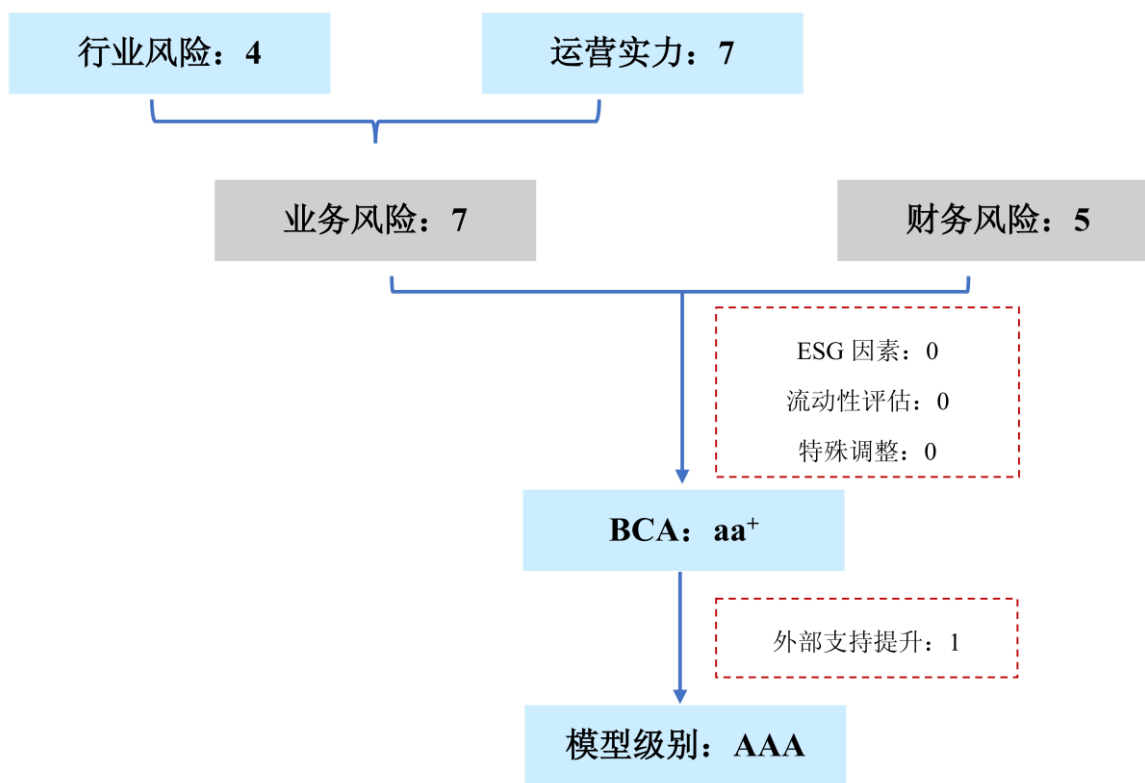 行业风险：4
运营实力：7
业务风险：7
财务风险：5
ESG 因素：0
流动性评估：0
特殊调整：0
BCA：aa⁺
外部支持提升：1
模型级别：AAA